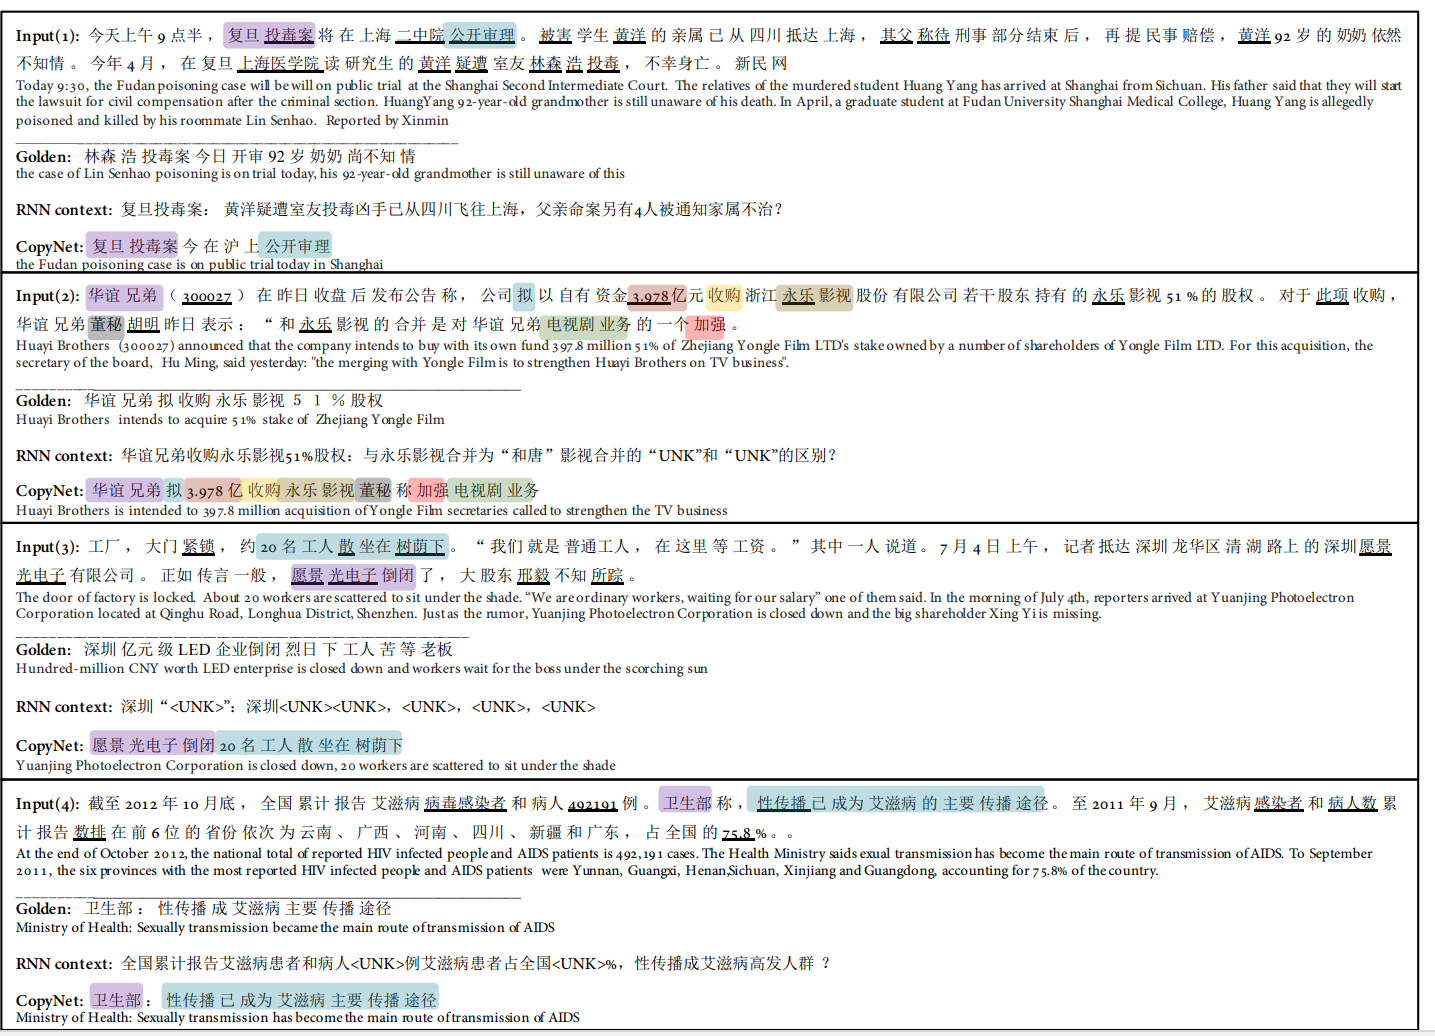 Input(1): 今天上午 9 点半 ， 复旦 投毒案 将 在 上海 二中院 公开审理 。 被害 学生 黄洋 的 亲属 已 从 四川 抵达 上海 ， 其父 称待 刑事 部分 结束 后 ， 再 提 民事 赔偿 ， 黄洋 92 岁 的 奶奶 依然
不知 情 。 今年 4 月 ， 在 复旦 上海医学院 读 研究生 的 黄洋 疑遭 室友 林森 浩 投毒 ， 不幸 身亡 。 新民 网
Today 9:30, the Fudan poisoning case will be will on public trial at the Shanghai Second Intermediate Court. The relatives of the murdered student Huang Yang has arrived at Shanghai from Sichuan. His father said that they will start
the lawsuit for civil compensation after the criminal section. HuangYang 92-year-old grandmother is still unaware of his death. In April, a graduate student at Fudan University Shanghai Medical College, Huang Yang is allegedly
poisoned and killed by his roommate Lin Senhao. Reported by Xinmin
Golden: 林森 浩 投毒案 今日 开审 92 岁 奶奶 尚不知 情
the case of Lin Senhao poisoning is on trial today, his 92-year-old grandmother is still unaware of this
RNN context: 复旦投毒案： 黄洋疑遭室友投毒凶手已从四川飞往上海，父亲命案另有4人被通知家属不治？
CopyNet: 复旦 投毒案 今 在 沪 上 公开审理
the Fudan poisoning case is on public trial today in Shanghai
Input(2): 华谊 兄弟 （ 300027 ） 在 昨日 收盘 后 发布公告 称 ， 公司 拟 以 自有 资金 3.978 亿元 收购 浙江 永乐 影视 股份 有限公司 若干 股东 持有 的 永乐 影视 51 % 的 股权 。 对于 此项 收购 ，
华谊 兄弟 董秘 胡明 昨日 表示 ： “ 和 永乐 影视 的 合并 是 对 华谊 兄弟 电视剧 业务 的 一个 加强 。
Huayi Brothers (300027) announced that the company intends to buy with its own fund 397.8 million 51% of Zhejiang Yongle Film LTD's stake owned by a number of shareholders of Yongle Film LTD. For this acquisition, the
secretary of the board, Hu Ming, said yesterday: "the merging with Yongle Film is to strengthen Huayi Brothers on TV business".
Golden: 华谊 兄弟 拟 收购 永乐 影视 ５ １ ％ 股权
Huayi Brothers intends to acquire 51% stake of Zhejiang Yongle Film
RNN context: 华谊兄弟收购永乐影视51%股权：与永乐影视合并为“和唐”影视合并的“UNK”和“UNK”的区别？
CopyNet: 华谊 兄弟 拟 3.978 亿 收购 永乐 影视 董秘 称 加强 电视剧 业务
Huayi Brothers is intended to 397.8 million acquisition of Yongle Film secretaries called to strengthen the TV business
Input(3): 工厂 ， 大门 紧锁 ， 约 20 名 工人 散 坐在 树荫下 。 “ 我们 就是 普通工人 ， 在 这里 等 工资 。 ” 其中 一人 说道 。 7 月 4 日 上午 ， 记者 抵达 深圳 龙华区 清 湖 路上 的 深圳 愿景
光电子 有限公司 。 正如 传言 一般 ， 愿景 光电子 倒闭 了 ， 大 股东 邢毅 不知 所踪 。
The door of factory is locked. About 20 workers are scattered to sit under the shade. “We are ordinary workers, waiting for our salary” one of them said. In the morning of July 4th, reporters arrived at Yuanjing Photoelectron
Corporation located at Qinghu Road, Longhua District, Shenzhen. Just as the rumor, Yuanjing Photoelectron Corporation is closed down and the big shareholder Xing Yi is missing.
Golden: 深圳 亿元 级 LED 企业倒闭 烈日 下 工人 苦 等 老板
Hundred-million CNY worth LED enterprise is closed down and workers wait for the boss under the scorching sun
RNN context: 深圳“<UNK>”：深圳<UNK><UNK>，<UNK>，<UNK>，<UNK>
CopyNet: 愿景 光电子 倒闭 20 名 工人 散 坐在 树荫下
Yuanjing Photoelectron Corporation is closed down, 20 workers are scattered to sit under the shade
Input(4): 截至 2012 年 10 月底 ， 全国 累计 报告 艾滋病 病毒感染者 和 病人 492191 例 。 卫生部 称 ， 性传播 已 成为 艾滋病 的 主要 传播 途径 。 至 2011 年 9 月 ， 艾滋病 感染者 和 病人数 累
计 报告 数排 在 前 6 位 的 省份 依次 为 云南 、 广西 、 河南 、 四川 、 新疆 和 广东 ， 占 全国 的 75.8 % 。 。
At the end of October 2012, the national total of reported HIV infected people and AIDS patients is 492,191 cases. The Health Ministry saids exual transmission has become the main route of transmission of AIDS. To September
2011, the six provinces with the most reported HIV infected people and AIDS patients were Yunnan, Guangxi, Henan,Sichuan, Xinjiang and Guangdong, accounting for 75.8% of the country.
Golden: 卫生部 ： 性传播 成 艾滋病 主要 传播 途径
Ministry of Health: Sexually transmission became the main route of transmission of AIDS
RNN context: 全国累计报告艾滋病患者和病人<UNK>例艾滋病患者占全国<UNK>%，性传播成艾滋病高发人群 ？
CopyNet: 卫生部 ： 性传播 已 成为 艾滋病 主要 传播 途径
Ministry of Health: Sexually transmission has become the main route of transmission of AIDS